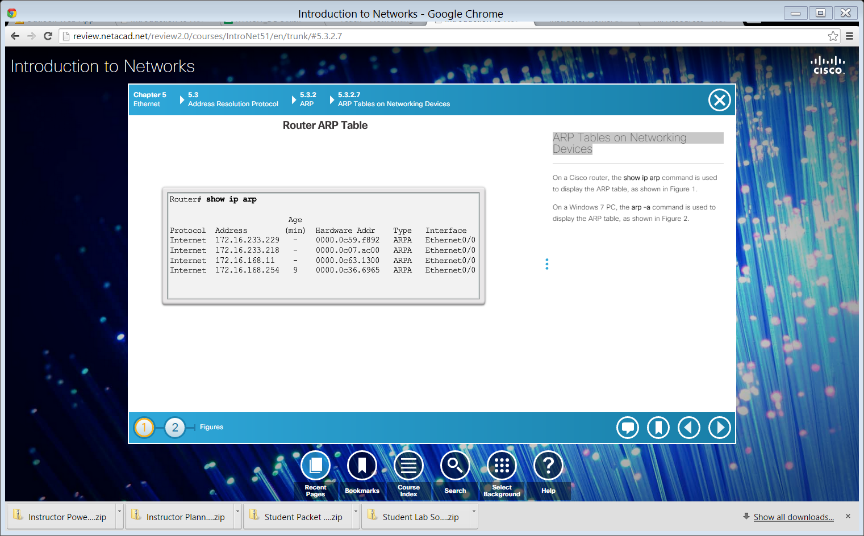 Introduction to Networks - Google Chrome
review.netacad.net/review2.0/courses/IntroNet51/en/trunk/#5.3.2.7
Introduction to Networks
CISCO
Chapter 5
Ethernet
5.3
Address Resolution Protocol
5.3.2
ARP
5.3.2.7
ARP Tables on Networking Devices
Router ARP Table
Router# show ip arp
Age
Protocol Address (min) Hardware Addr Type Interface
Internet 172.16.233.229 - 0000.0c59.f892 ARPA Ethernet0/0
Internet 172.16.233.218 - 0000.0c07.ac00 ARPA Ethernet0/0
Internet 172.16.168.11 - 0000.0c63.1300 ARPA Ethernet0/0
Internet 172.16.168.254 9 0000.0c36.6965 ARPA Ethernet0/0
ARP Tables on Networking
Devices
On a Cisco router, the show ip arp command is used
to display the ARP table, as shown in Figure 1.
On a Windows 7 PC, the arp -a command is used to
display the ARP table, as shown in Figure 2.
1 2 Figures
Recent
Pages
Bookmarks
Course
Index
Search
Select
Background
Help
Instructor Powe....zip
Instructor Plann....zip
Student Packet ....zip
Student Lab So....zip
Show all downloads...